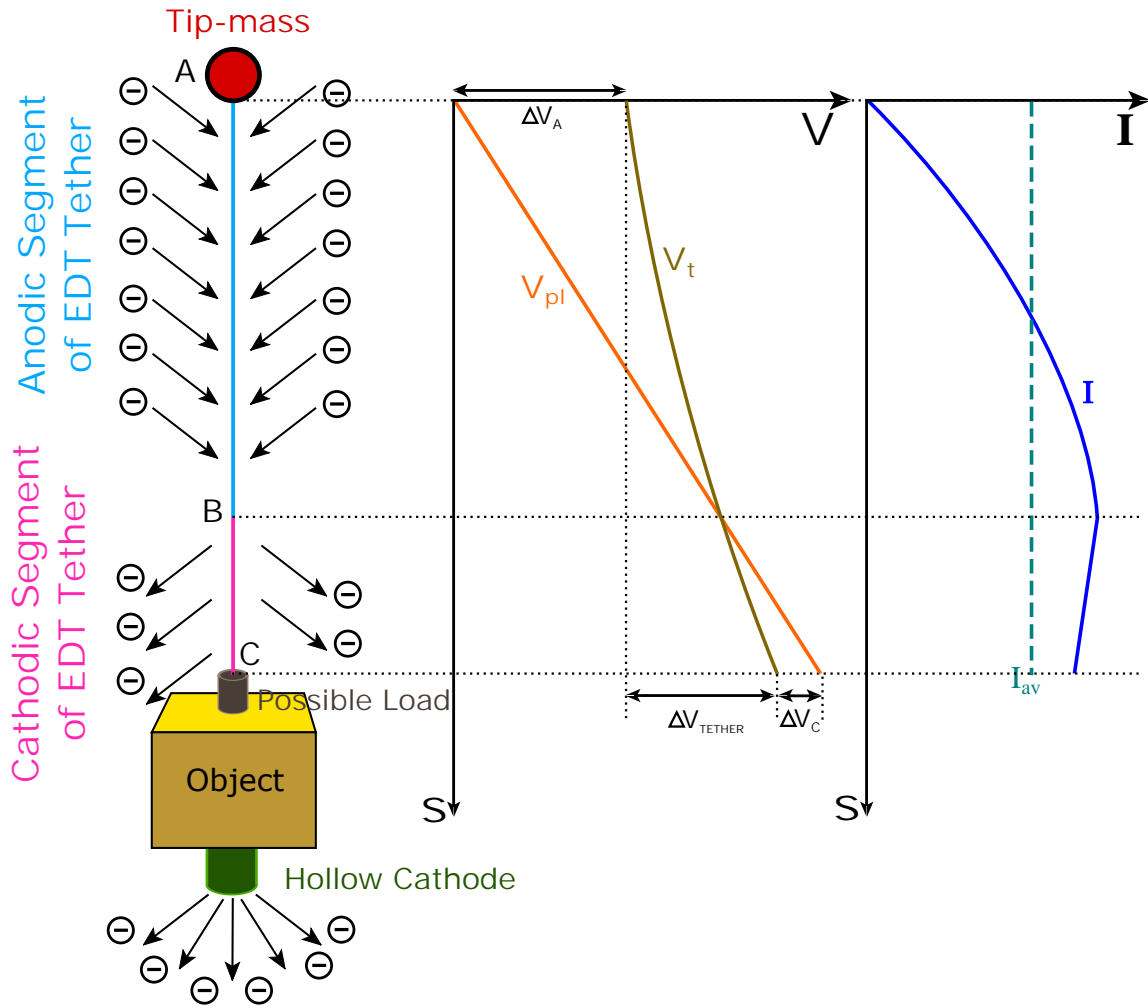 Tip-mass
A
Anodic Segment
of EDT Tether
B
Cathodic Segment
of EDT Tether
C
Possible Load
Object
Hollow Cathode
ΔV_A
V
V_pl
V_t
ΔV_TETHER
ΔV_C
S
I
I
I_av
S